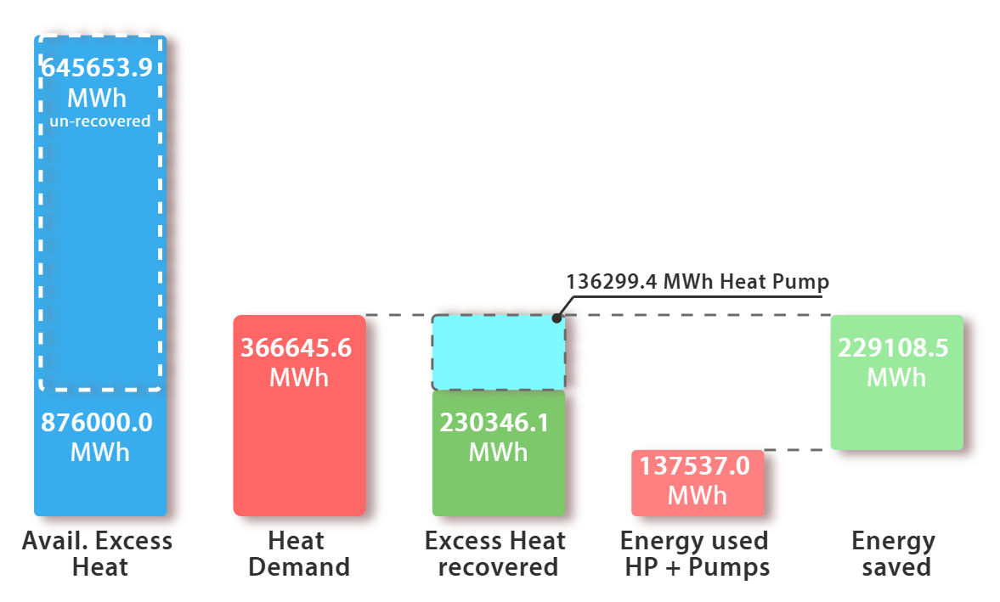 645653.9
MWh
un-recovered
876000.0
MWh
136299.4 MWh Heat Pump
366645.6
MWh
230346.1
MWh
137537.0
MWh
229108.5
MWh
Avail. Excess
Heat
Heat
Demand
Excess Heat
recovered
Energy used
HP + Pumps
Energy
saved